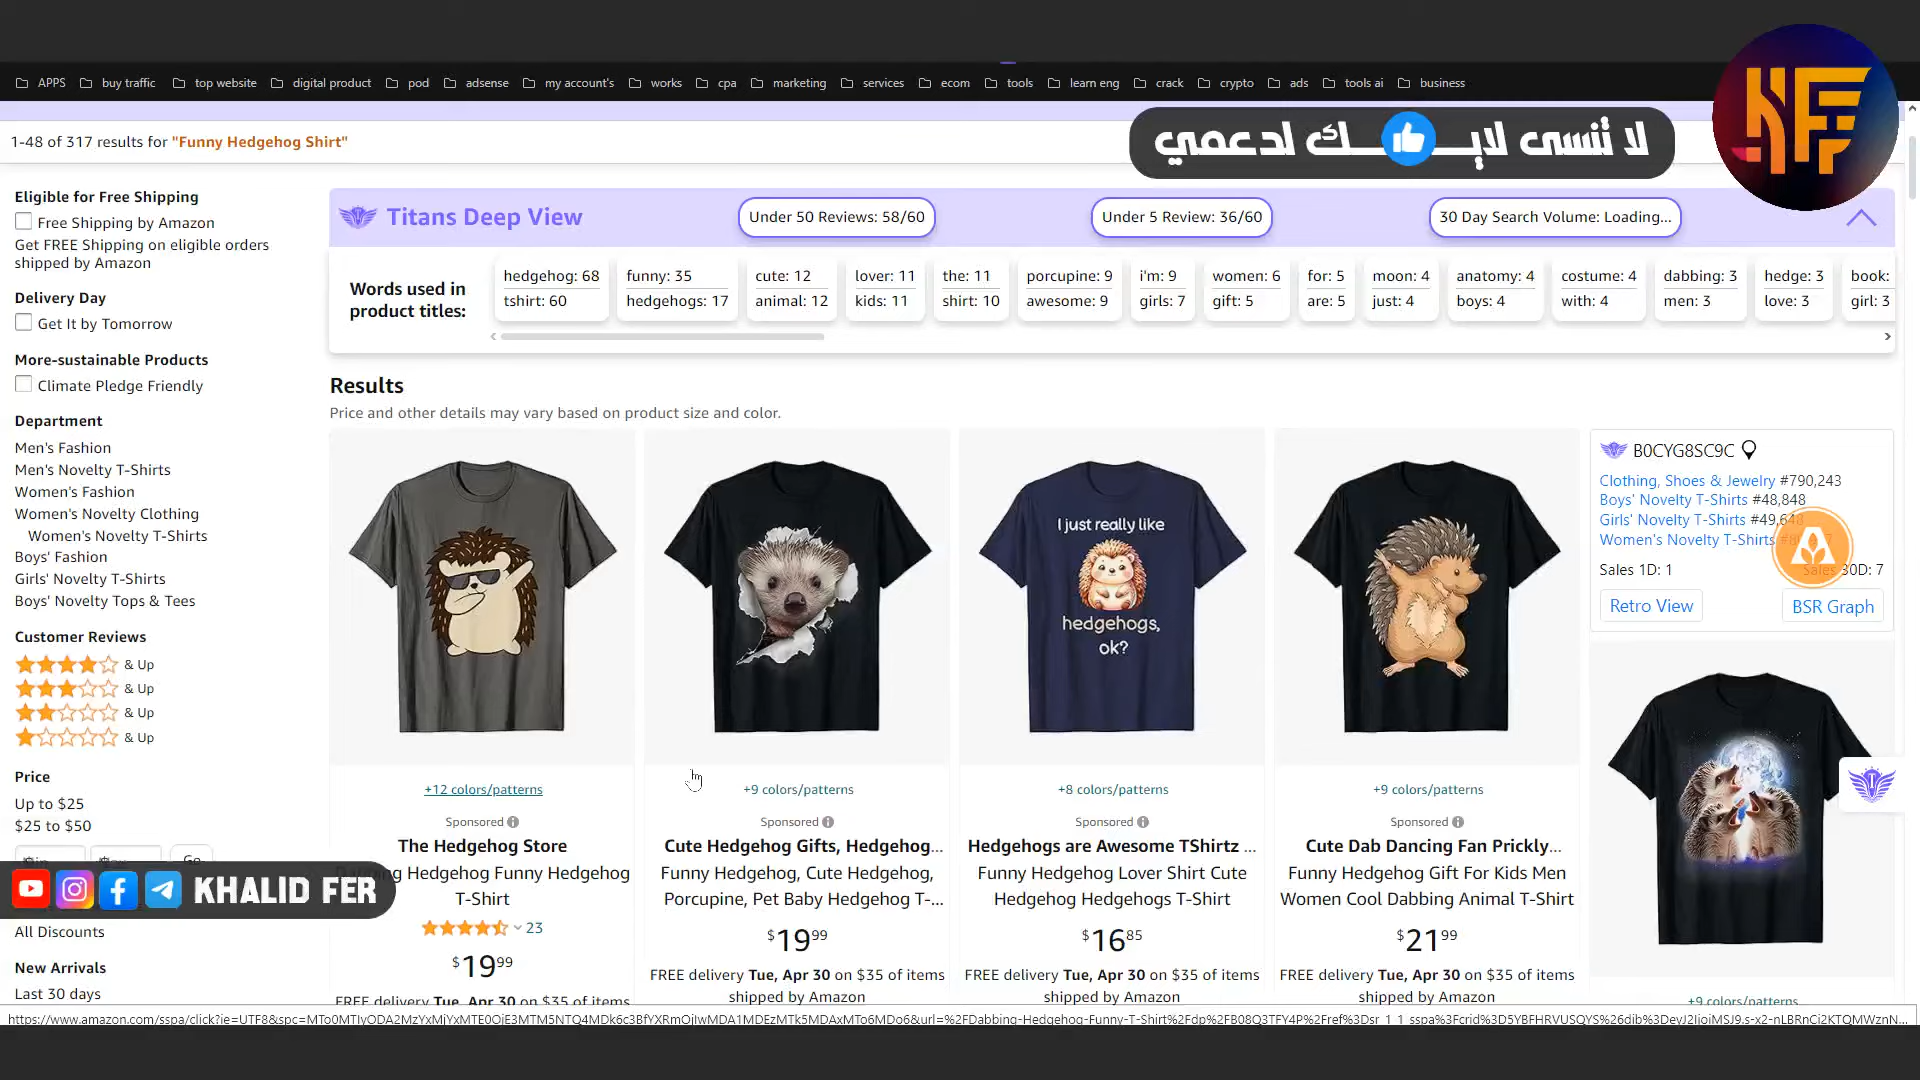 APPS buy traffic top website digital product pod adsense my account's works cpa marketing services ecom tools learn eng crack crypto ads tools ai business
1-48 of 317 results for "Funny Hedgehog Shirt"
لا تنسى لايـــك لدعمي
Eligible for Free Shipping
Free Shipping by Amazon
Get FREE Shipping on eligible orders
shipped by Amazon
Delivery Day
Get It by Tomorrow
More-sustainable Products
Climate Pledge Friendly
Department
Men's Fashion
Men's Novelty T-Shirts
Women's Fashion
Women's Novelty Clothing
Women's Novelty T-Shirts
Boys' Fashion
Girls' Novelty T-Shirts
Boys' Novelty Tops & Tees
Customer Reviews
& Up
& Up
& Up
& Up
Price
Up to $25
$25 to $50
Go
KHALID FER
All Discounts
New Arrivals
Last 30 days
Titans Deep View
Under 50 Reviews: 58/60
Under 5 Review: 36/60
30 Day Search Volume: Loading...
Words used in
product titles:
hedgehog: 68 funny: 35 cute: 12 lover: 11 the: 11 porcupine: 9 i'm: 9 women: 6 for: 5 moon: 4 anatomy: 4 costume: 4 dabbing: 3 hedge: 3 book:
tshirt: 60 hedgehogs: 17 animal: 12 kids: 11 shirt: 10 awesome: 9 girls: 7 gift: 5 are: 5 just: 4 boys: 4 with: 4 men: 3 love: 3 girl: 3
Results
Price and other details may vary based on product size and color.
+12 colors/patterns
Sponsored
The Hedgehog Store
Hedgehog Funny Hedgehog
T-Shirt
23
$19.99
FREE delivery Tue, Apr 30 on $35 of items
+9 colors/patterns
Sponsored
Cute Hedgehog Gifts, Hedgehog...
Funny Hedgehog, Cute Hedgehog,
Porcupine, Pet Baby Hedgehog T-...
$19.99
FREE delivery Tue, Apr 30 on $35 of items
shipped by Amazon
I just really like
hedgehogs,
ok?
+8 colors/patterns
Sponsored
Hedgehogs are Awesome TShirtz ...
Funny Hedgehog Lover Shirt Cute
Hedgehog Hedgehogs T-Shirt
$16.85
FREE delivery Tue, Apr 30 on $35 of items
shipped by Amazon
+9 colors/patterns
Sponsored
Cute Dab Dancing Fan Prickly...
Funny Hedgehog Gift For Kids Men
Women Cool Dabbing Animal T-Shirt
$21.99
FREE delivery Tue, Apr 30 on $35 of items
shipped by Amazon
B0CYG8SC9C
Clothing, Shoes & Jewelry #790,243
Boys' Novelty T-Shirts #48,848
Girls' Novelty T-Shirts
Women's Novelty T-Shirts
Sales 1D: 1 Sales 30D: 7
Retro View BSR Graph
+9 colors/patterns